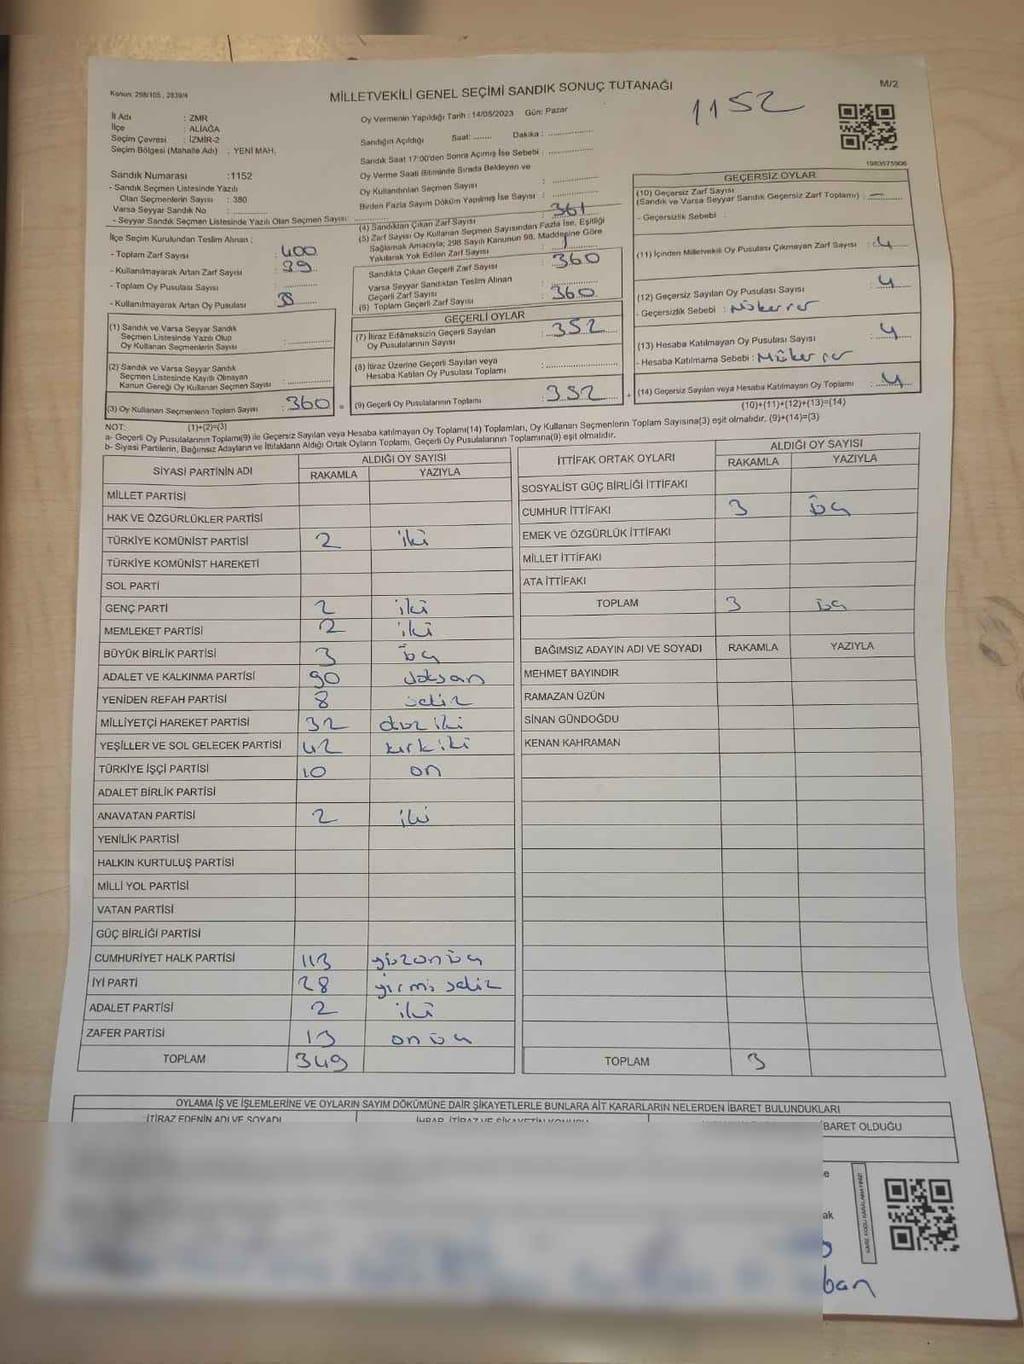 Kanun: 298/105, 2839/4
MİLLETVEKİLİ GENEL SEÇİMİ SANDIK SONUÇ TUTANAĞI
M/2
1152
İl Adı : ZMR
İlçe : ALİAĞA
Seçim Çevresi : İZMİR-2
Seçim Bölgesi (Mahalle Adı) : YENİ MAH.
Oy Vermenin Yapıldığı Tarih : 14/05/2023 Gün: Pazar
Sandığın Açıldığı Saat: ........ Dakika : ................
Sandık Saat 17:00'den Sonra Açılmış İse Sebebi : ................
Oy Verme Saati Bitiminde Sırada Bekleyen ve
Oy Kullandırılan Seçmen Sayısı : ................
Birden Fazla Sayım Döküm Yapılmış İse Sayısı : ................
Sandık Numarası : 1152
- Sandık Seçmen Listesinde Yazılı
Olan Seçmenlerin Sayısı : 380
Varsa Seyyar Sandık No : ................
- Seyyar Sandık Seçmen Listesinde Yazılı Olan Seçmen Sayısı: ................
İlçe Seçim Kurulundan Teslim Alınan ;
- Toplam Zarf Sayısı : 400
- Kullanılmayarak Artan Zarf Sayısı : 39
- Toplam Oy Pusulası Sayısı : ................
- Kullanılmayarak Artan Oy Pusulası : 38
(1) Sandık ve Varsa Seyyar Sandık
Seçmen Listesinde Yazılı Olup
Oy Kullanan Seçmenlerin Sayısı : ................
(2) Sandık ve Varsa Seyyar Sandık
Seçmen Listesinde Kayıtlı Olmayan
Kanun Gereği Oy Kullanan Seçmen Sayısı : ................
(3) Oy Kullanan Seçmenlerin Toplam Sayısı : 360
(4) Sandıktan Çıkan Zarf Sayısı : 361
(5) Zarf Sayısı Oy Kullanan Seçmen Sayısından Fazla İse, Eşitliği
Sağlamak Amacıyla; 298 Sayılı Kanunun 98. Maddesine Göre
Yakılarak Yok Edilen Zarf Sayısı : 1
Sandıkta Çıkan Geçerli Zarf Sayısı : 360
Varsa Seyyar Sandıktan Teslim Alınan
Geçerli Zarf Sayısı
(6) Toplam Geçerli Zarf Sayısı : 360
GEÇERLİ OYLAR
(7) İtiraz Edilmeksizin Geçerli Sayılan
Oy Pusulalarının Sayısı : 352
(8) İtiraz Üzerine Geçerli Sayılan veya
Hesaba Katılan Oy Pusulası Toplamı : ................
= (9) Geçerli Oy Pusulalarının Toplamı : 352
1983575906
GEÇERSİZ OYLAR
(10) Geçersiz Zarf Sayısı
(Sandık ve Varsa Seyyar Sandık Geçersiz Zarf Toplamı) : —
- Geçersizlik Sebebi :
(11) İçinden Milletvekili Oy Pusulası Çıkmayan Zarf Sayısı : 4
(12) Geçersiz Sayılan Oy Pusulası Sayısı : 4
- Geçersizlik Sebebi : Mükerrer
(13) Hesaba Katılmayan Oy Pusulası Sayısı : 4
- Hesaba Katılmama Sebebi : Mükerrer
+ (14) Geçersiz Sayılan veya Hesaba Katılmayan Oy Toplamı : 4
(10)+(11)+(12)+(13)=(14)
NOT: (1)+(2)=(3)
a- Geçerli Oy Pusulalarının Toplamı(9) ile Geçersiz Sayılan veya Hesaba katılmayan Oy Toplamı(14) Toplamları, Oy Kullanan Seçmenlerin Toplam Sayısına(3) eşit olmalıdır. (9)+(14)=(3)
b- Siyasi Partilerin, Bağımsız Adayların ve İttifakların Aldığı Ortak Oyların Toplamı, Geçerli Oy Pusulalarının Toplamına(9) eşit olmalıdır.
SİYASİ PARTİNİN ADI ALDIĞI OY SAYISI
RAKAMLA YAZIYLA
MİLLET PARTİSİ
HAK VE ÖZGÜRLÜKLER PARTİSİ
TÜRKİYE KOMÜNİST PARTİSİ 2 iki
TÜRKİYE KOMÜNİST HAREKETİ
SOL PARTİ
GENÇ PARTİ 2 iki
MEMLEKET PARTİSİ 2 iki
BÜYÜK BİRLİK PARTİSİ 3 üç
ADALET VE KALKINMA PARTİSİ 90 doksan
YENİDEN REFAH PARTİSİ 8 sekiz
MİLLİYETÇİ HAREKET PARTİSİ 32 otuz iki
YEŞİLLER VE SOL GELECEK PARTİSİ 42 kırk iki
TÜRKİYE İŞÇİ PARTİSİ 10 on
ADALET BİRLİK PARTİSİ
ANAVATAN PARTİSİ 2 iki
YENİLİK PARTİSİ
HALKIN KURTULUŞ PARTİSİ
MİLLİ YOL PARTİSİ
VATAN PARTİSİ
GÜÇ BİRLİĞİ PARTİSİ
CUMHURİYET HALK PARTİSİ 113 yüzonüç
İYİ PARTİ 28 yirmi sekiz
ADALET PARTİSİ 2 iki
ZAFER PARTİSİ 13 onüç
TOPLAM 349
İTTİFAK ORTAK OYLARI ALDIĞI OY SAYISI
RAKAMLA YAZIYLA
SOSYALİST GÜÇ BİRLİĞİ İTTİFAKI
CUMHUR İTTİFAKI 3 üç
EMEK VE ÖZGÜRLÜK İTTİFAKI
MİLLET İTTİFAKI
ATA İTTİFAKI
TOPLAM 3 üç
BAĞIMSIZ ADAYIN ADI VE SOYADI RAKAMLA YAZIYLA
MEHMET BAYINDIR
RAMAZAN ÜZÜN
SİNAN GÜNDOĞDU
KENAN KAHRAMAN
TOPLAM 3
OYLAMA İŞ VE İŞLEMLERİNE VE OYLARIN SAYIM DÖKÜMÜNE DAİR ŞİKAYETLERLE BUNLARA AİT KARARLARIN NELERDEN İBARET BULUNDUKLARI
İTİRAZ EDENİN ADI VE SOYADI İHBAR, İTİRAZ VE ŞİKAYETİN KONUSU İBARET OLDUĞU
ak
ban